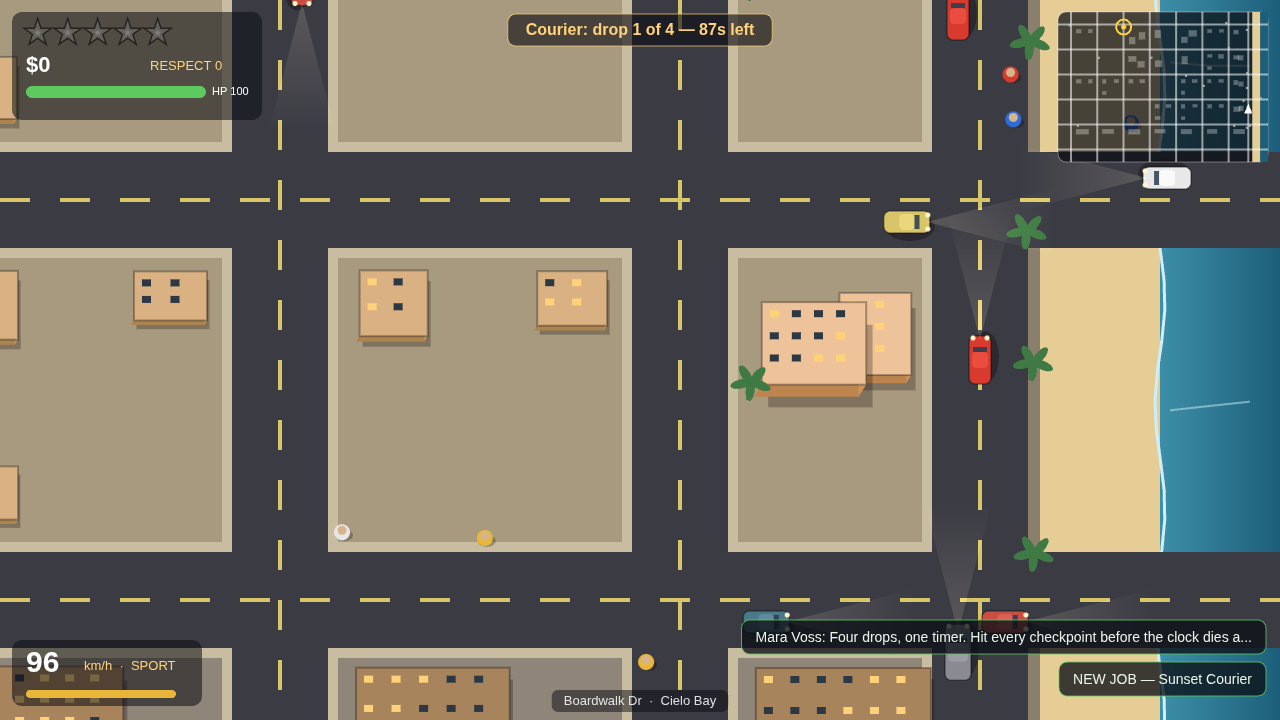 Courier: drop 1 of 4 — 87s left
$0
RESPECT 0
HP 100
Mara Voss: Four drops, one timer. Hit every checkpoint before the clock dies a...
96 km/h · SPORT
NEW JOB — Sunset Courier
Boardwalk Dr · Cielo Bay